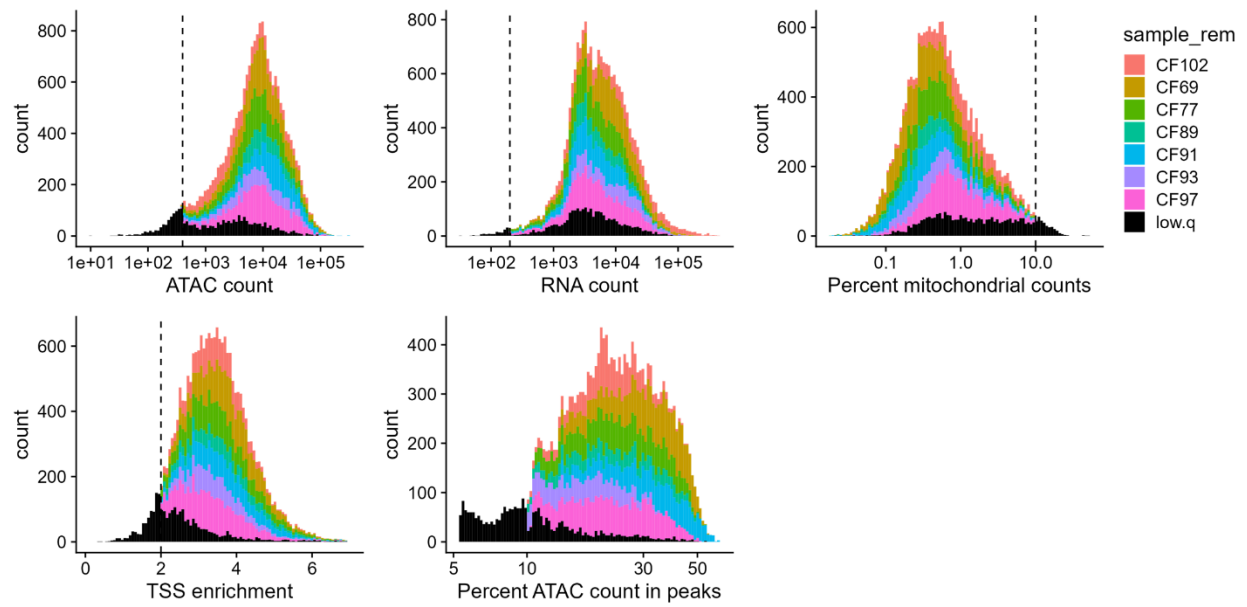 count
800
600
400
200
0
1e+01 1e+02 1e+03 1e+04 1e+05
ATAC count
count
800
600
400
200
0
1e+02 1e+03 1e+04 1e+05
RNA count
count
600
400
200
0
0.1 1.0 10.0
Percent mitochondrial counts
sample_rem
CF102
CF69
CF77
CF89
CF91
CF93
CF97
low.q
count
600
400
200
0
0 2 4 6
TSS enrichment
count
400
300
200
100
0
5 10 30 50
Percent ATAC count in peaks